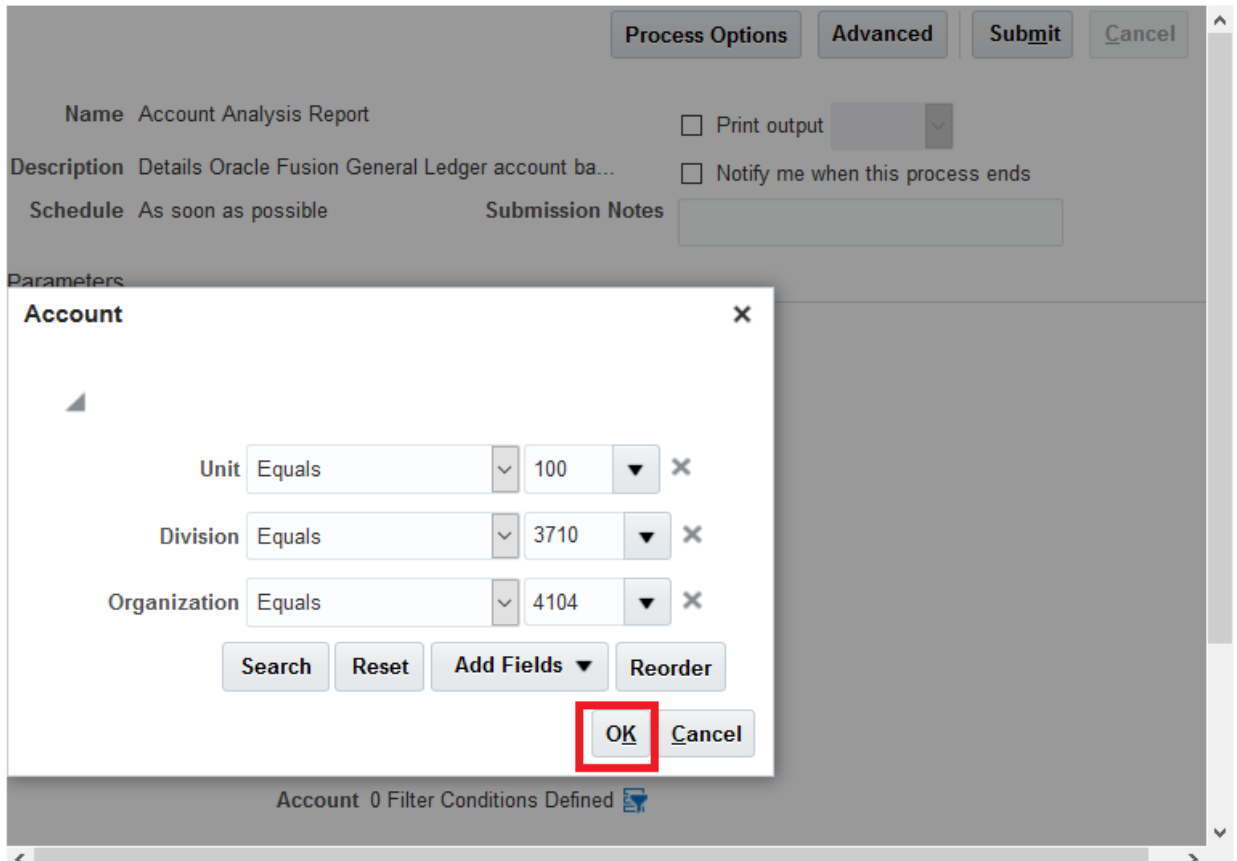 Process Options Advanced Submit Cancel
Name Account Analysis Report
Print output
Description Details Oracle Fusion General Ledger account ba...
Notify me when this process ends
Schedule As soon as possible Submission Notes
Parameters
Account
Unit Equals 100
Division Equals 3710
Organization Equals 4104
Search Reset Add Fields Reorder
OK Cancel
Account 0 Filter Conditions Defined